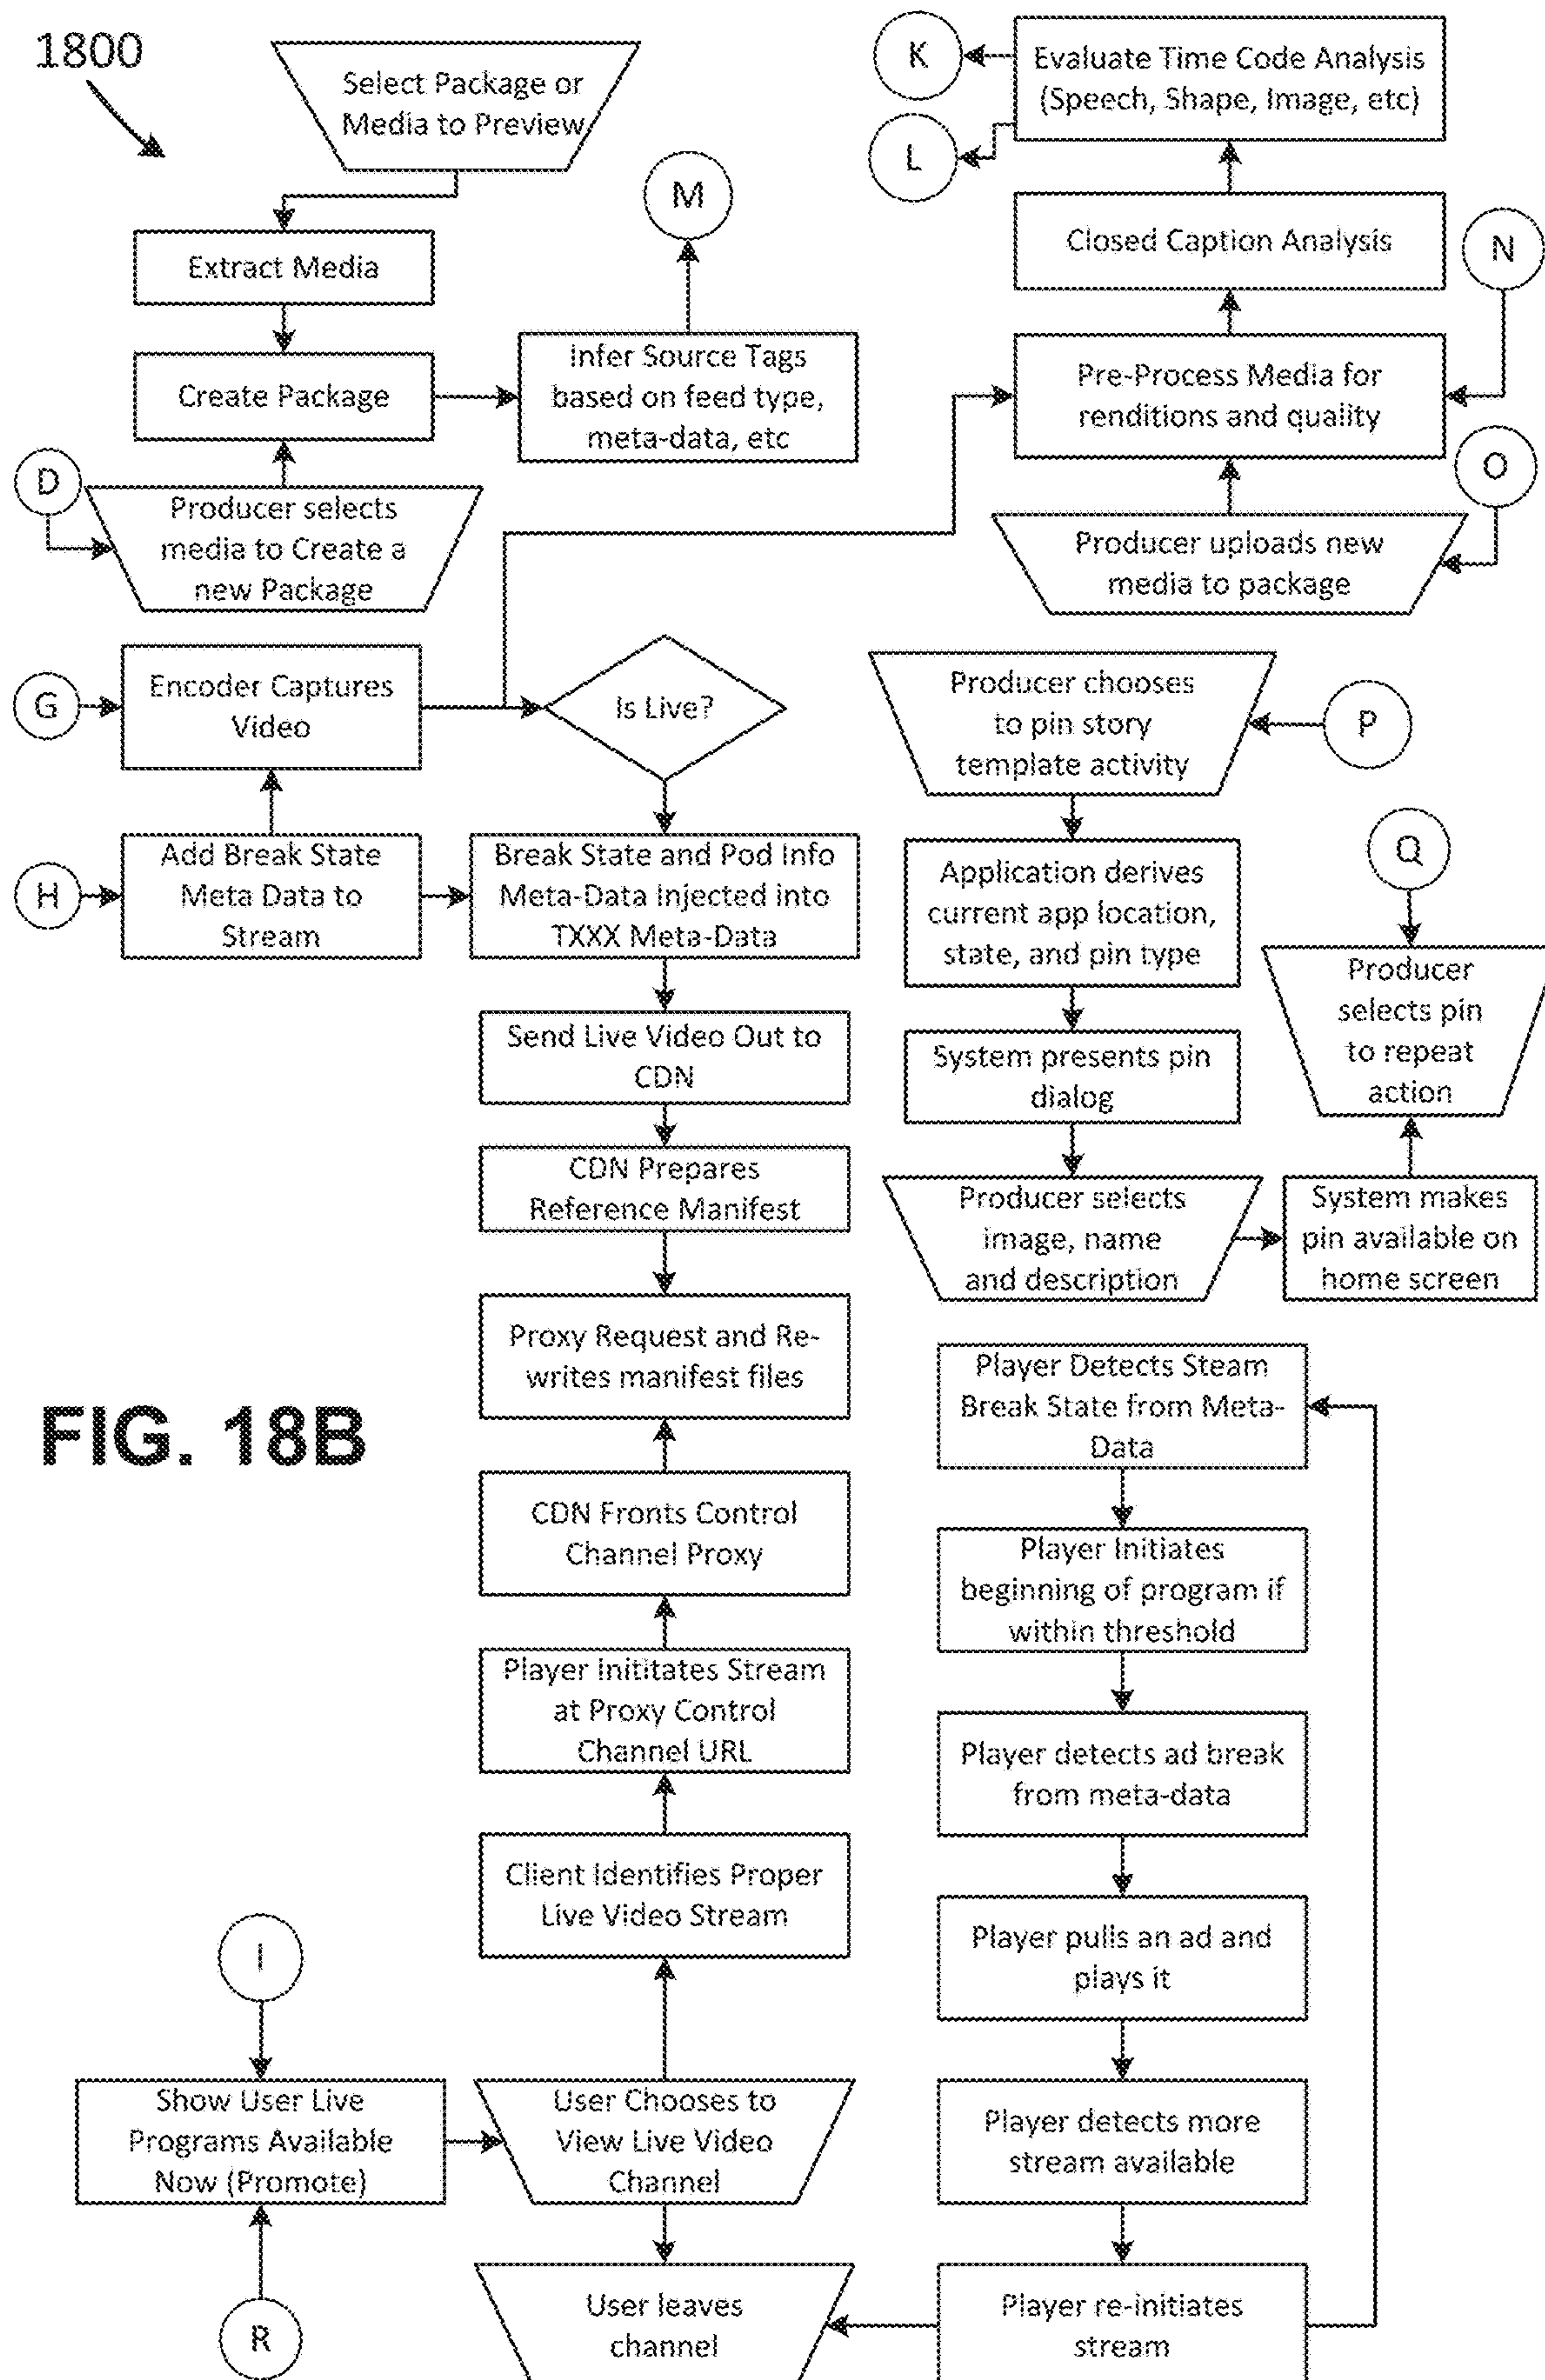 1800
Select Package or
Media to Preview
Extract Media
Create Package
Infer Source Tags
based on feed type,
meta-data, etc
M
D
Producer selects
media to Create a
new Package
K
L
Evaluate Time Code Analysis
(Speech, Shape, Image, etc)
Closed Caption Analysis
N
Pre-Process Media for
renditions and quality
O
Producer uploads new
media to package
G
Encoder Captures
Video
Is Live?
H
Add Break State
Meta Data to
Stream
Break State and Pod Info
Meta-Data Injected into
TXXX Meta-Data
Send Live Video Out to
CDN
CDN Prepares
Reference Manifest
Proxy Request and Re-
writes manifest files
CDN Fronts Control
Channel Proxy
Player Inititates Stream
at Proxy Control
Channel URL
Client Identifies Proper
Live Video Stream
Producer chooses
to pin story
template activity
P
Application derives
current app location,
state, and pin type
System presents pin
dialog
Producer selects
image, name
and description
Q
Producer
selects pin
to repeat
action
System makes
pin available on
home screen
FIG. 18B
Player Detects Steam
Break State from Meta-
Data
Player Initiates
beginning of program if
within threshold
Player detects ad break
from meta-data
Player pulls an ad and
plays it
Player detects more
stream available
Player re-initiates
stream
I
Show User Live
Programs Available
Now (Promote)
R
User Chooses to
View Live Video
Channel
User leaves
channel